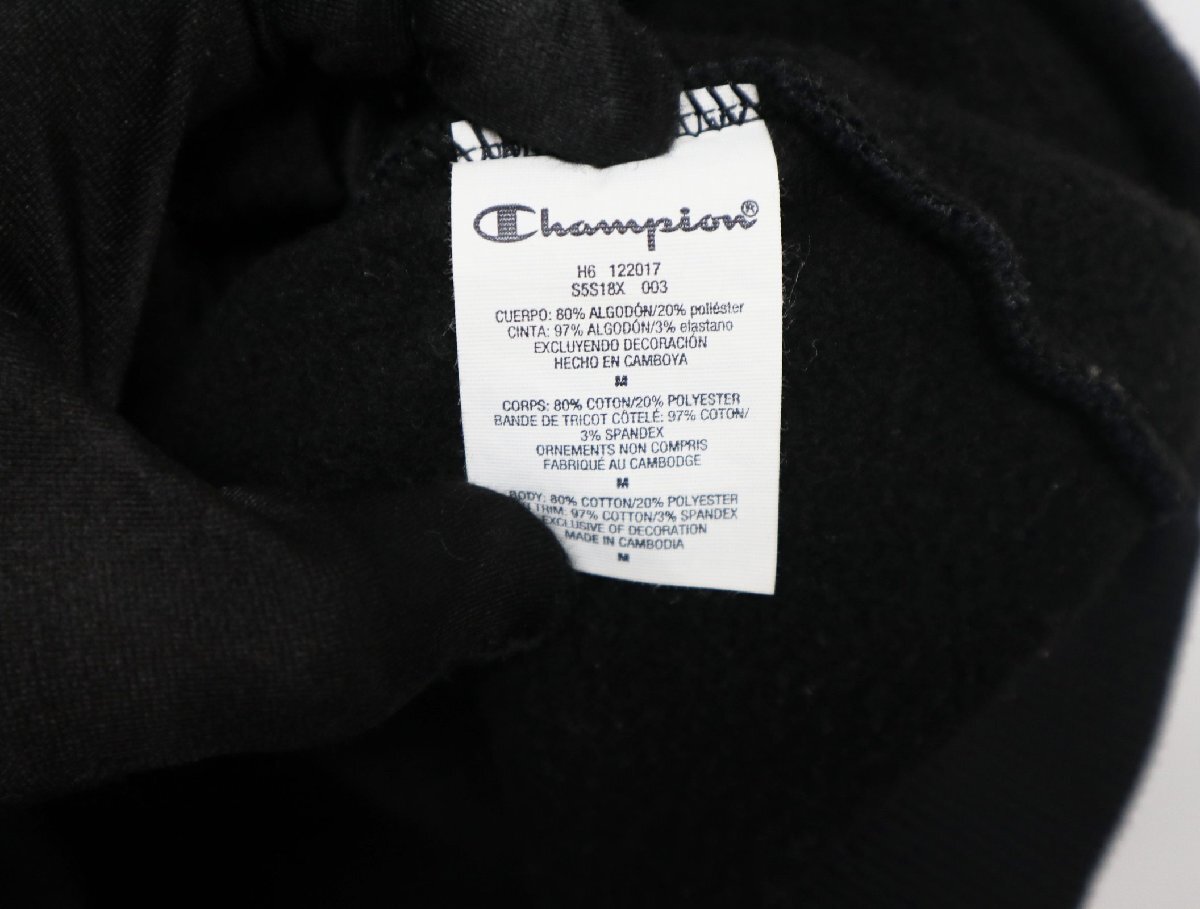 Champion®
H6 122017
S5S18X 003
CUERPO: 80% ALGODÓN/20% poliéster
CINTA: 97% ALGODÓN/3% elastano
EXCLUYENDO DECORACIÓN
HECHO EN CAMBOYA
M
CORPS: 80% COTON/20% POLYESTER
BANDE DE TRICOT CÔTELÉ: 97% COTON/
3% SPANDEX
ORNEMENTS NON COMPRIS
FABRIQUÉ AU CAMBODGE
M
BODY: 80% COTTON/20% POLYESTER
TRIM: 97% COTTON/3% SPANDEX
EXCLUSIVE OF DECORATION
MADE IN CAMBODIA
M